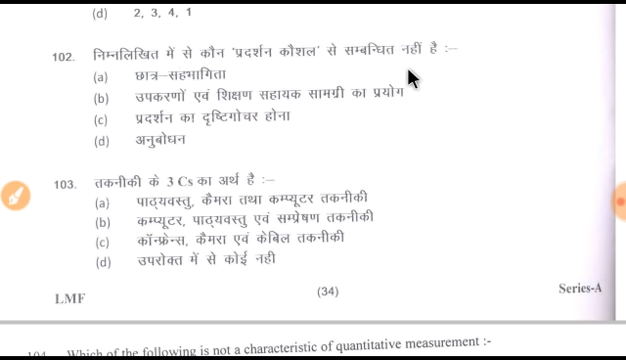 (d) 2, 3, 4, 1
102. निम्नलिखित में से कौन 'प्रदर्शन कौशल' से सम्बन्धित नहीं है :–
(a) छात्र–सहभागिता
(b) उपकरणों एवं शिक्षण सहायक सामग्री का प्रयोग
(c) प्रदर्शन का दृष्टिगोचर होना
(d) अनुबोधन
103. तकनीकी के 3 Cs का अर्थ है :–
(a) पाठ्यवस्तु, कैमरा तथा कम्प्यूटर तकनीकी
(b) कम्प्यूटर, पाठ्यवस्तु एवं सम्प्रेषण तकनीकी
(c) कॉन्फ्रेन्स, कैमरा एवं केबिल तकनीकी
(d) उपरोक्त में से कोई नही
LMF (34) Series-A
104. Which of the following is not a characteristic of quantitative measurement :-